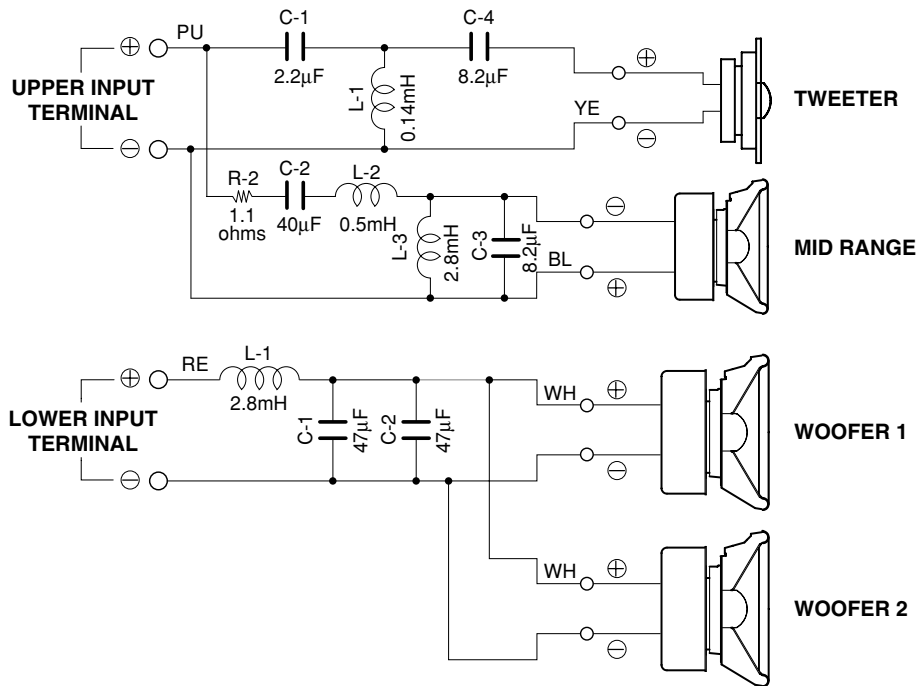 C-1
C-4
⊕
PU
2.2μF
8.2μF
⊕
UPPER INPUT
TERMINAL
L-1
0.14mH
YE
TWEETER
⊖
⊖
R-2
C-2
L-2
1.1
ohms
40μF
0.5mH
L-3
2.8mH
C-3
8.2μF
⊖
BL
MID RANGE
⊕
RE
L-1
⊕
2.8mH
WH
⊕
LOWER INPUT
TERMINAL
C-1
47μF
C-2
47μF
WOOFER 1
⊖
⊖
WH
⊕
WOOFER 2
⊖